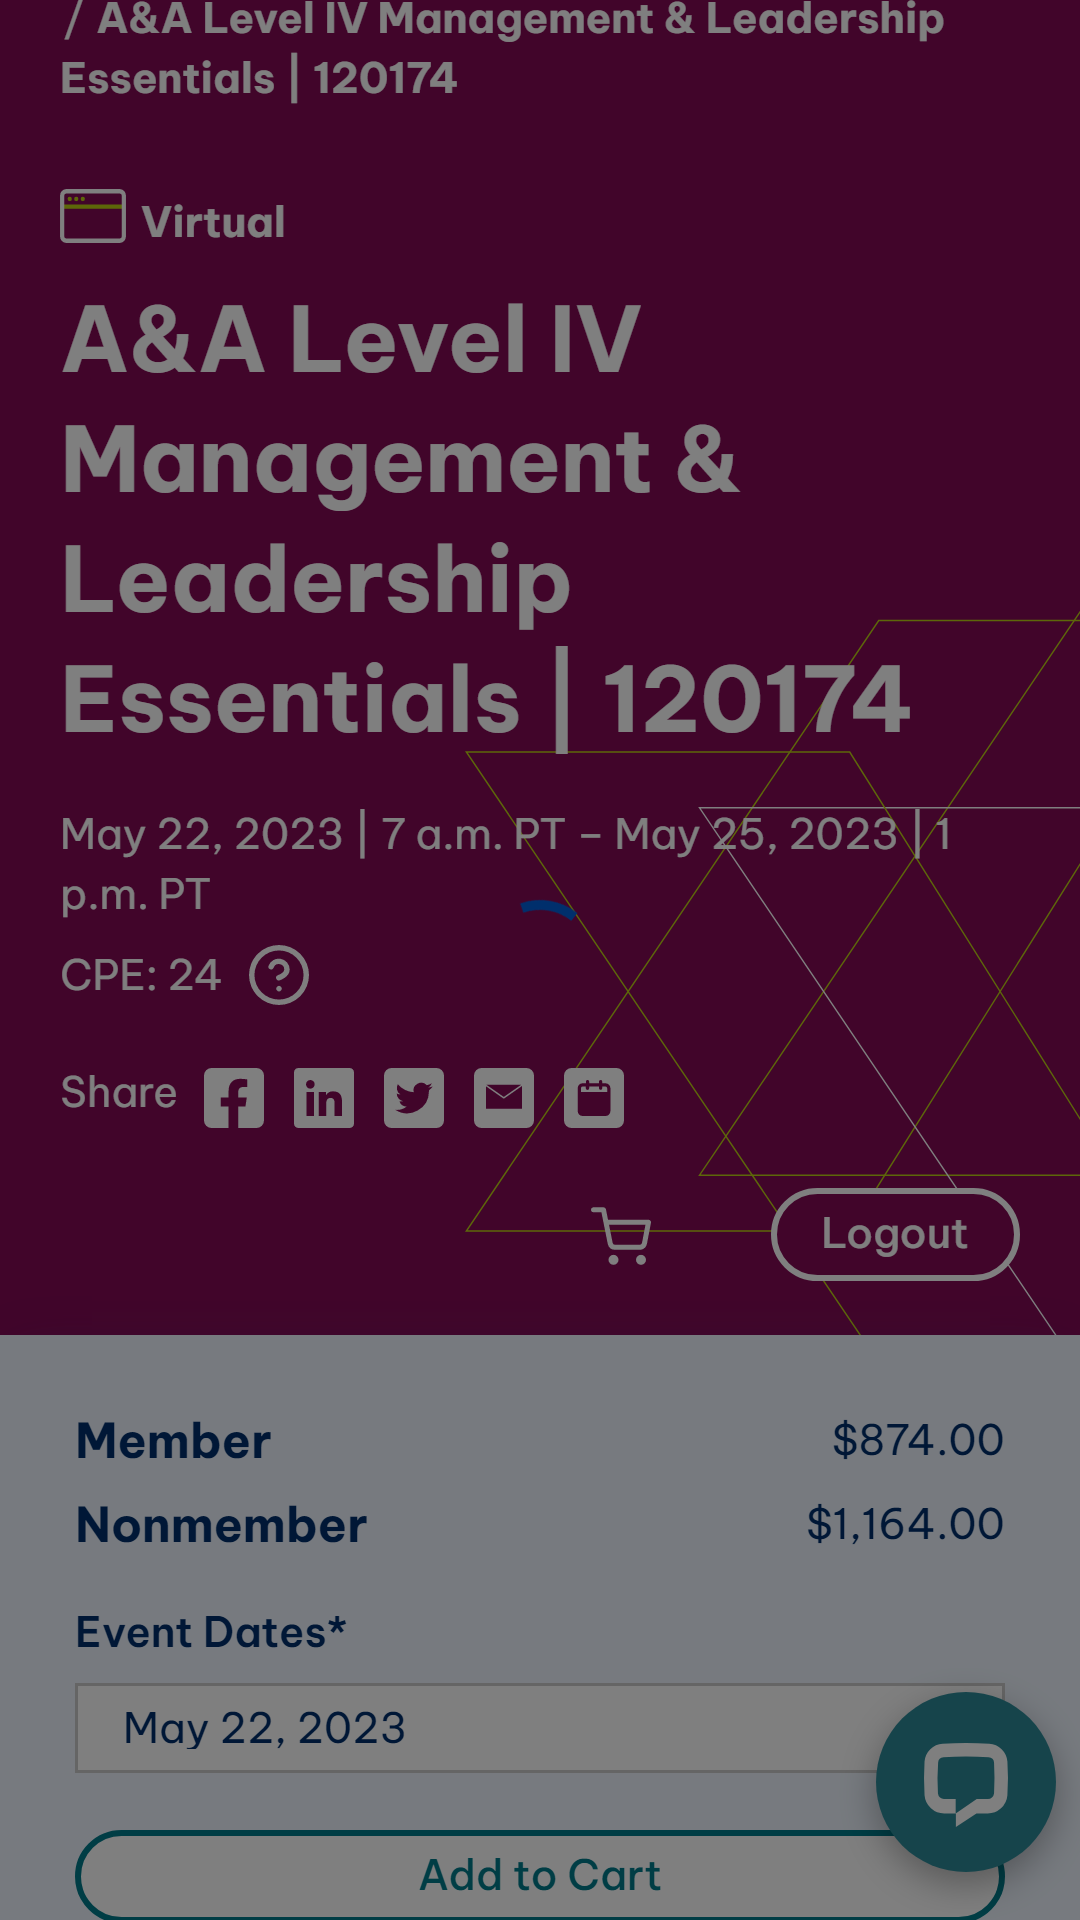 / A&A Level IV Management & Leadership
Essentials | 120174
Virtual
A&A Level IV
Management &
Leadership
Essentials | 120174
May 22, 2023 | 7 a.m. PT – May 25, 2023 | 1
p.m. PT
CPE: 24 ?
Share
Logout
Member $874.00
Nonmember $1,164.00
Event Dates*
May 22, 2023
Add to Cart